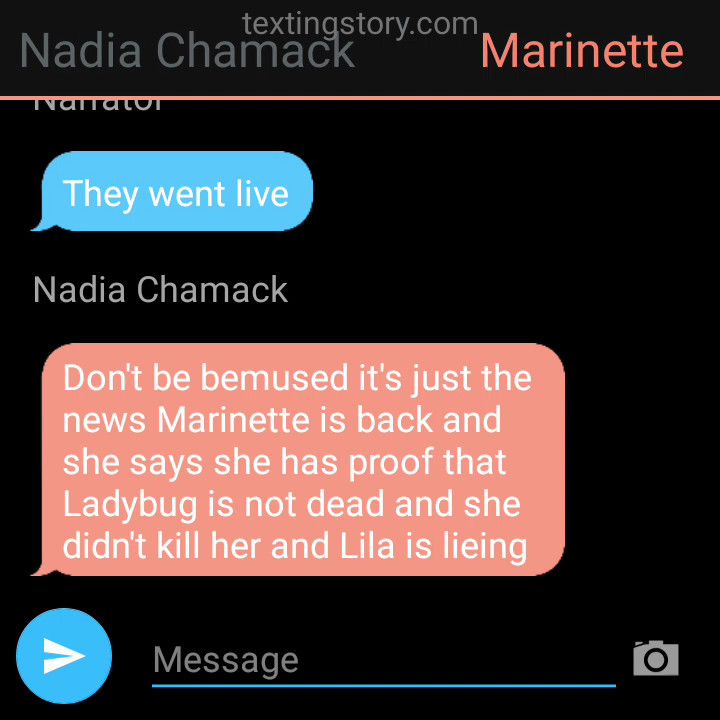 textingstory.com
Nadia Chamack Marinette
Narrator
They went live
Nadia Chamack
Don't be bemused it's just the
news Marinette is back and
she says she has proof that
Ladybug is not dead and she
didn't kill her and Lila is lieing
Message